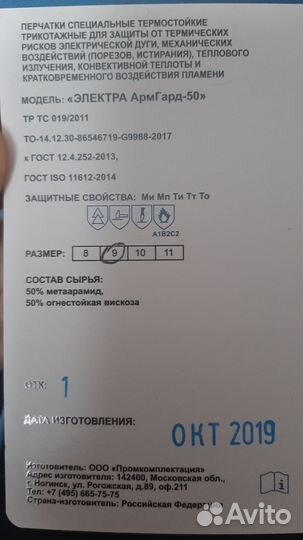 ПЕРЧАТКИ СПЕЦИАЛЬНЫЕ ТЕРМОСТОЙКИЕ
ТРИКОТАЖНЫЕ ДЛЯ ЗАЩИТЫ ОТ ТЕРМИЧЕСКИХ
РИСКОВ ЭЛЕКТРИЧЕСКОЙ ДУГИ, МЕХАНИЧЕСКИХ
ВОЗДЕЙСТВИЙ (ПОРЕЗОВ, ИСТИРАНИЯ), ТЕПЛОВОГО
ИЗЛУЧЕНИЯ, КОНВЕКТИВНОЙ ТЕПЛОТЫ И
КРАТКОВРЕМЕННОГО ВОЗДЕЙСТВИЯ ПЛАМЕНИ
МОДЕЛЬ: «ЭЛЕКТРА АрмГард-50»
ТР ТС 019/2011
ТО-14.12.30-86546719-G9988-2017
к ГОСТ 12.4.252-2013,
ГОСТ ISO 11612-2014
ЗАЩИТНЫЕ СВОЙСТВА: Ми Мп Ти Тт То
A1B2C2
РАЗМЕР: 8 9 10 11
СОСТАВ СЫРЬЯ:
50% метаарамид,
50% огнестойкая вискоза
ОТК: 1
ДАТА ИЗГОТОВЛЕНИЯ:
ОКТ 2019
Изготовитель: ООО «Промкомплектация»
Адрес изготовителя: 142400, Московская обл.,
г. Ногинск, ул. Рогожская, д.89, оф.211
Тел: +7 (495) 665-75-75
Страна-изготовитель: Российская Федерация
Avito